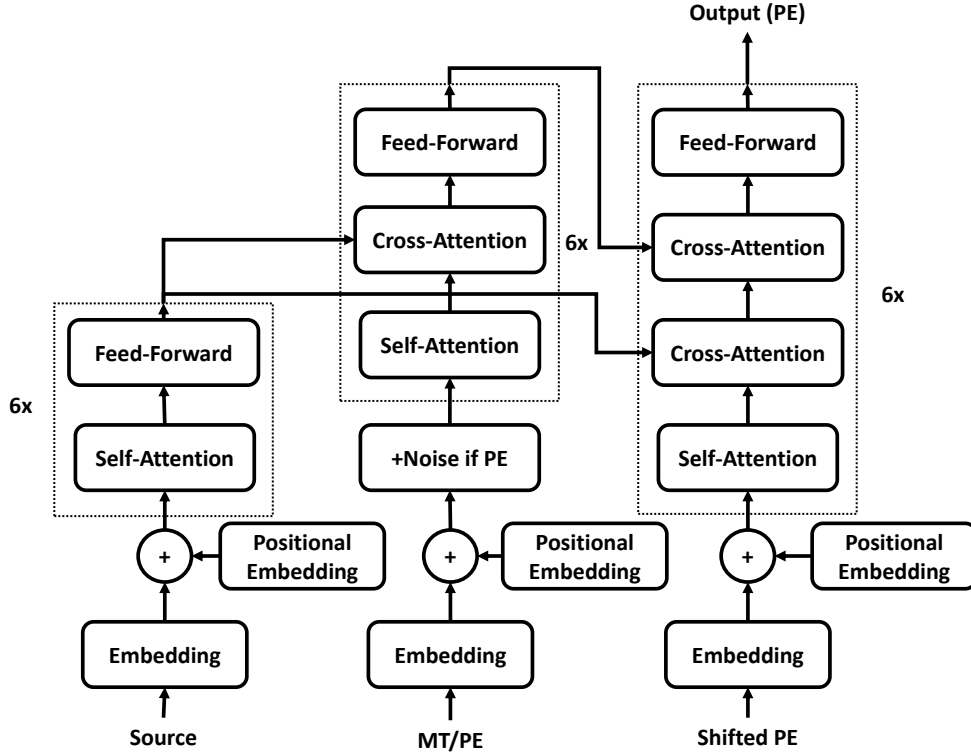 Output (PE)
Feed-Forward
Cross-Attention
6x
Self-Attention
+Noise if PE
Feed-Forward
Cross-Attention
Cross-Attention
6x
Self-Attention
Feed-Forward
6x
Self-Attention
+
Positional
Embedding
+
Positional
Embedding
+
Positional
Embedding
Embedding
Embedding
Embedding
Source
MT/PE
Shifted PE